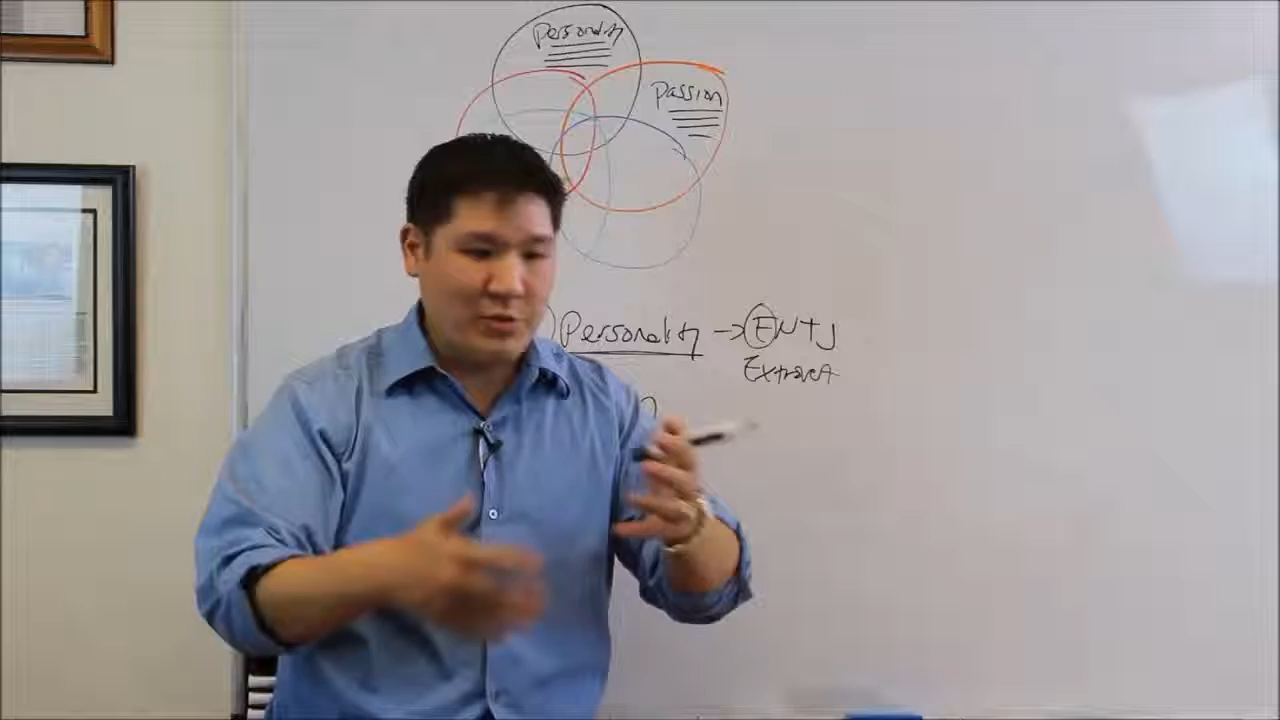 Personality
Passion
Personality → ENTJ
Extravert